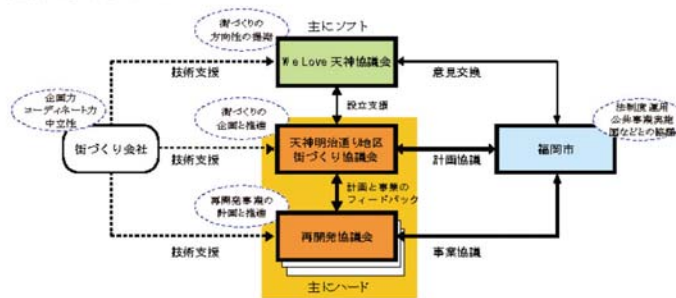 主にソフト
街づくりの
方向性の提案
We Love 天神協議会
技術支援
意見交換
企画力
コーディネート力
中立性
街づくりの
企画と推進
設立支援
法制度運用
公共事業実施
国などとの協議
街づくり会社
技術支援
天神明治通り地区
街づくり協議会
計画協議
福岡市
再開発事業の
計画と推進
計画と事業の
フィードバック
技術支援
再開発協議会
事業協議
主にハード